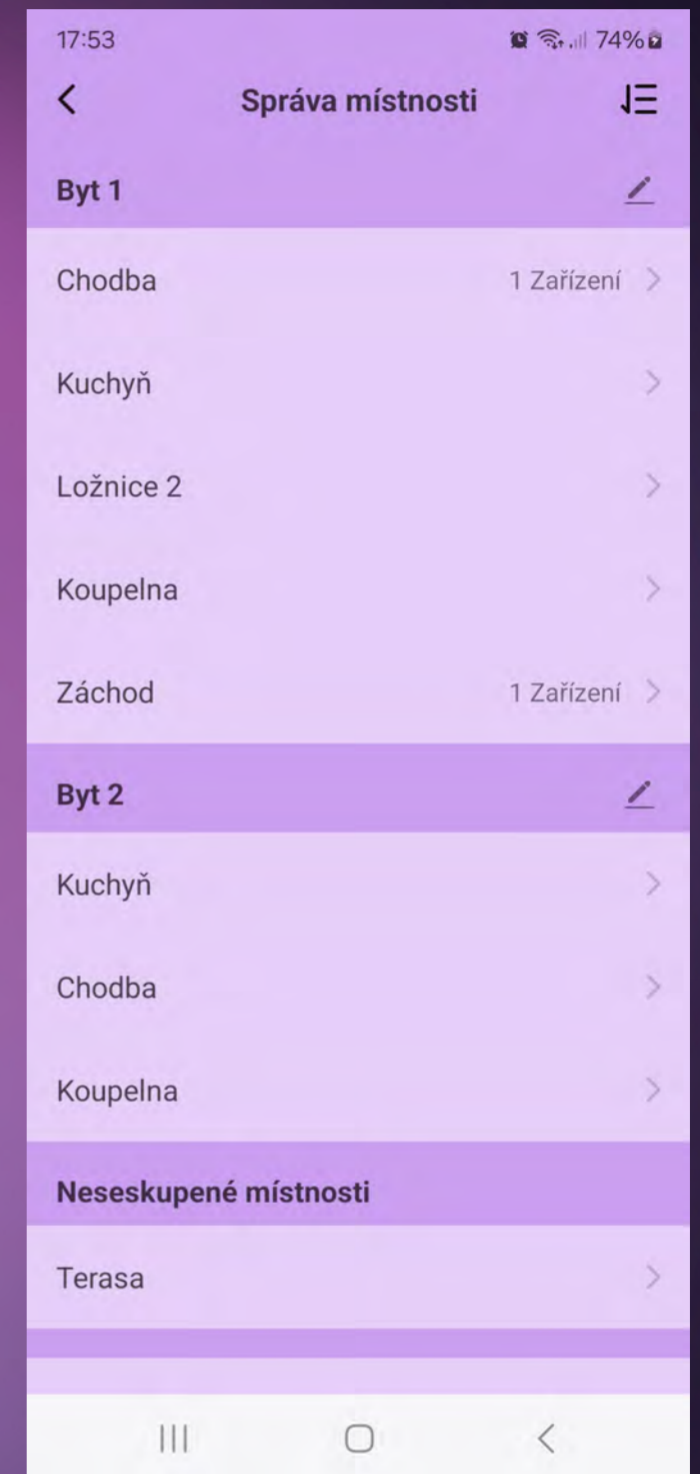 17:53
74%
Správa místnosti
Byt 1
Chodba
1 Zařízení
Kuchyň
Ložnice 2
Koupelna
Záchod
1 Zařízení
Byt 2
Kuchyň
Chodba
Koupelna
Neseskupené místnosti
Terasa